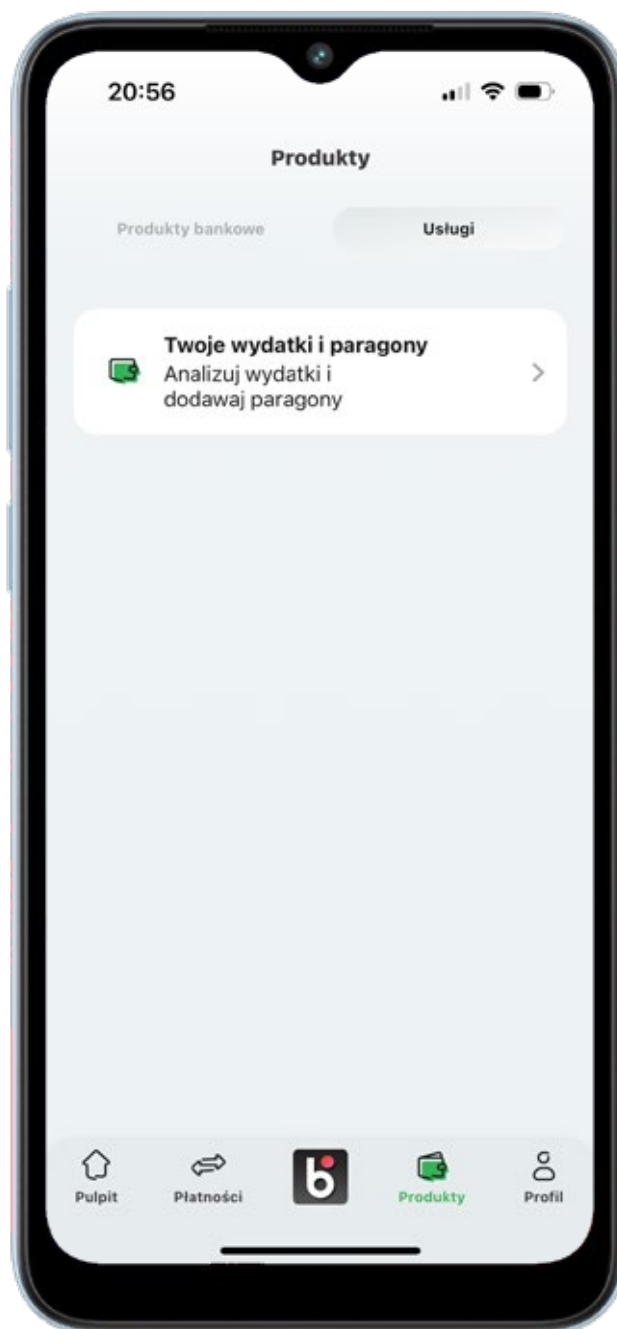 20:56
Produkty
Produkty bankowe
Usługi
Twoje wydatki i paragony
Analizuj wydatki i
dodawaj paragony
b
Pulpit
Płatności
Produkty
Profil